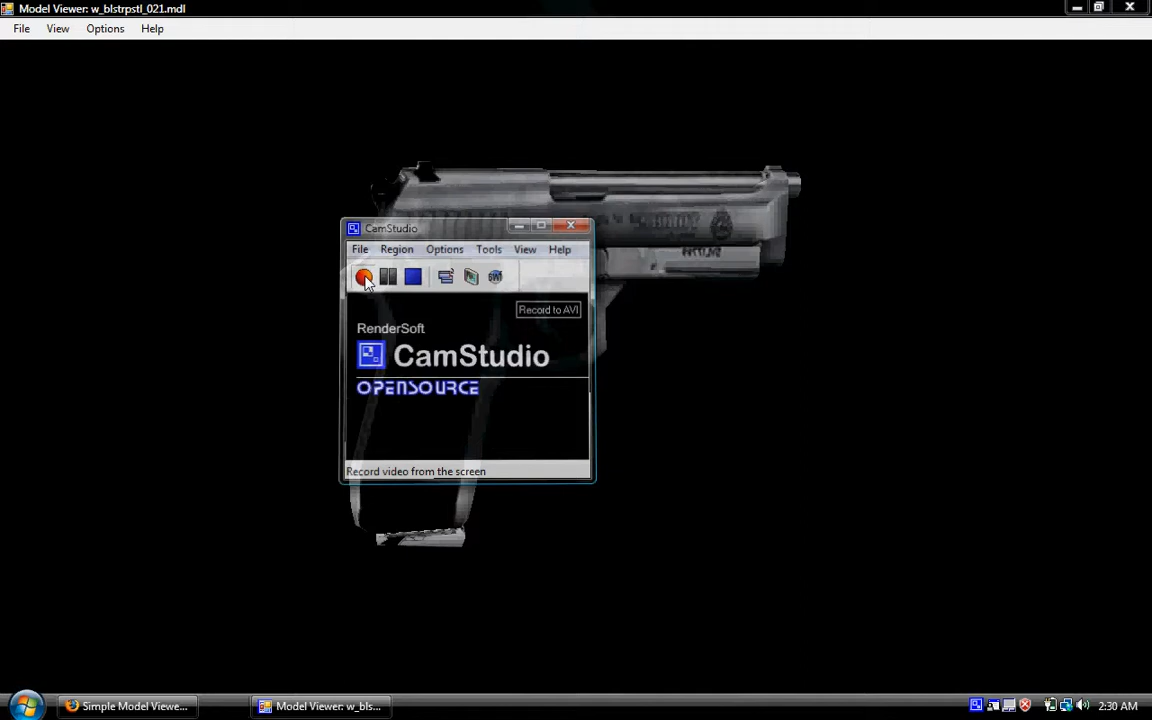 Model Viewer: w_blstrpstl_021.mdl
File View Options Help
CamStudio
File Region Options Tools View Help
Record to AVI
RenderSoft
CamStudio
OPENSOURCE
Record video from the screen
Simple Model Viewe...
Model Viewer: w_bls...
2:30 AM